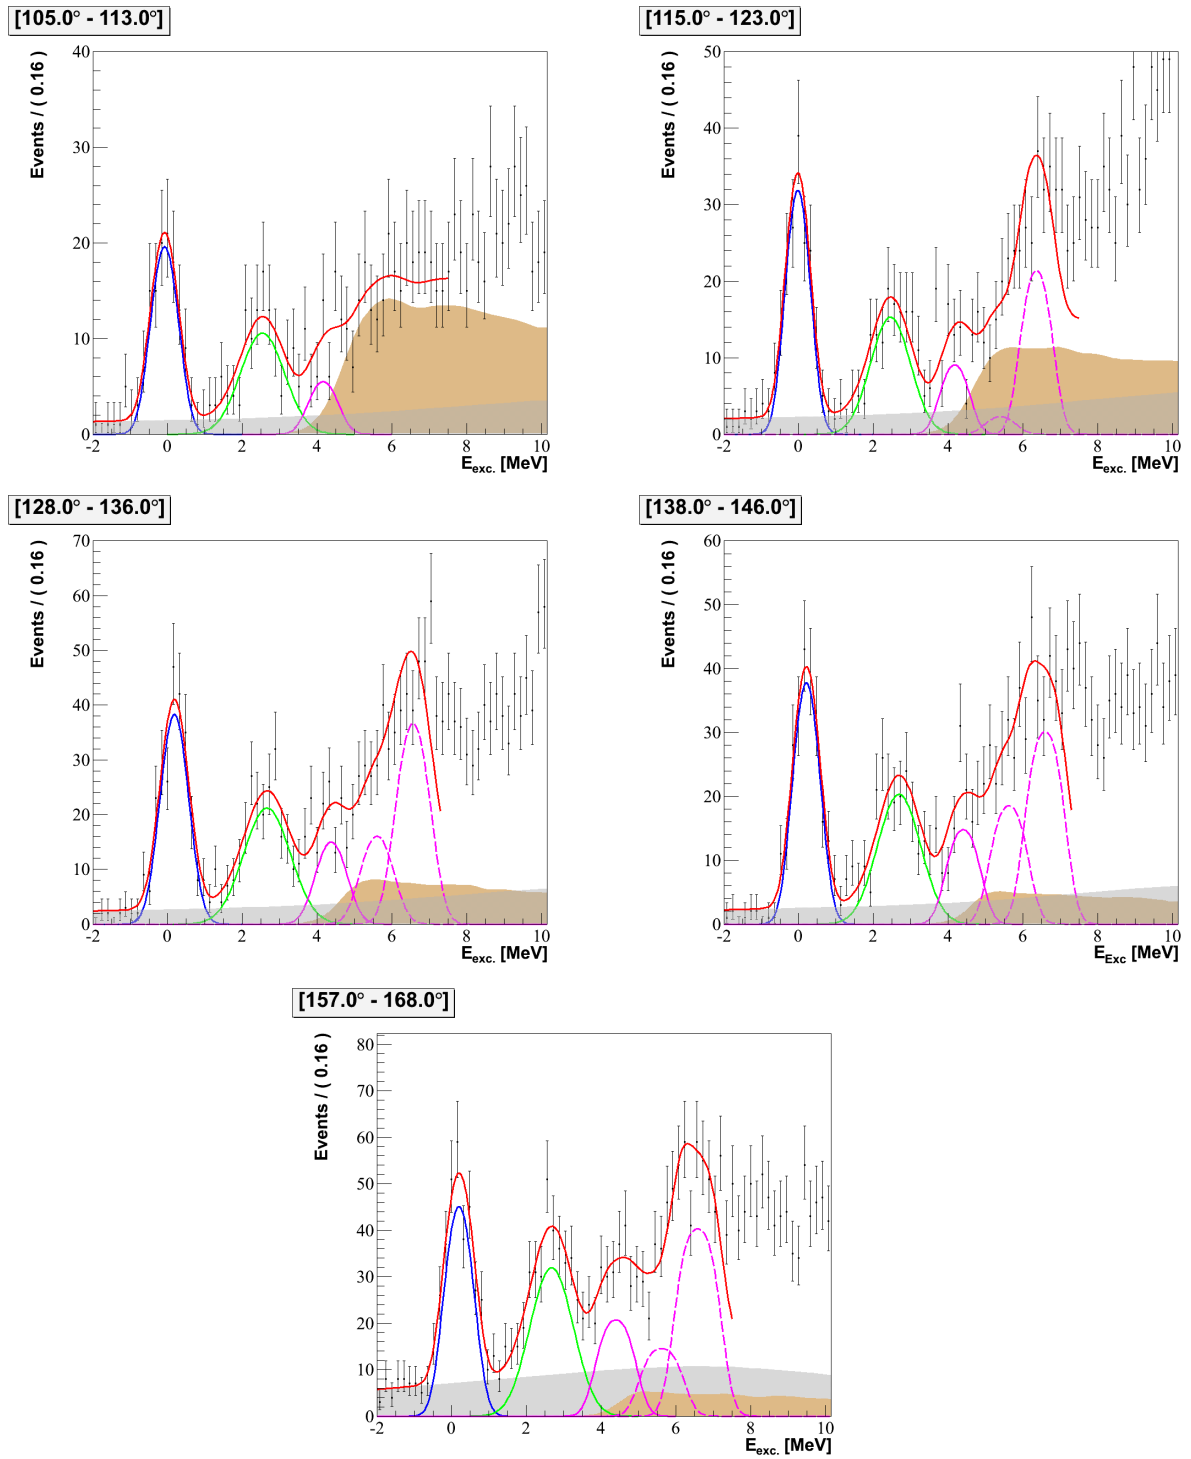 [105.0° - 113.0°]
Events / ( 0.16 )
40
30
20
10
0
-2 0 2 4 6 8 10
E_exc. [MeV]
[115.0° - 123.0°]
Events / ( 0.16 )
50
40
30
20
10
0
-2 0 2 4 6 8 10
E_exc. [MeV]
[128.0° - 136.0°]
Events / ( 0.16 )
70
60
50
40
30
20
10
0
-2 0 2 4 6 8 10
E_exc. [MeV]
[138.0° - 146.0°]
Events / ( 0.16 )
60
50
40
30
20
10
0
-2 0 2 4 6 8 10
E_Exc [MeV]
[157.0° - 168.0°]
Events / ( 0.16 )
80
70
60
50
40
30
20
10
0
-2 0 2 4 6 8 10
E_exc. [MeV]